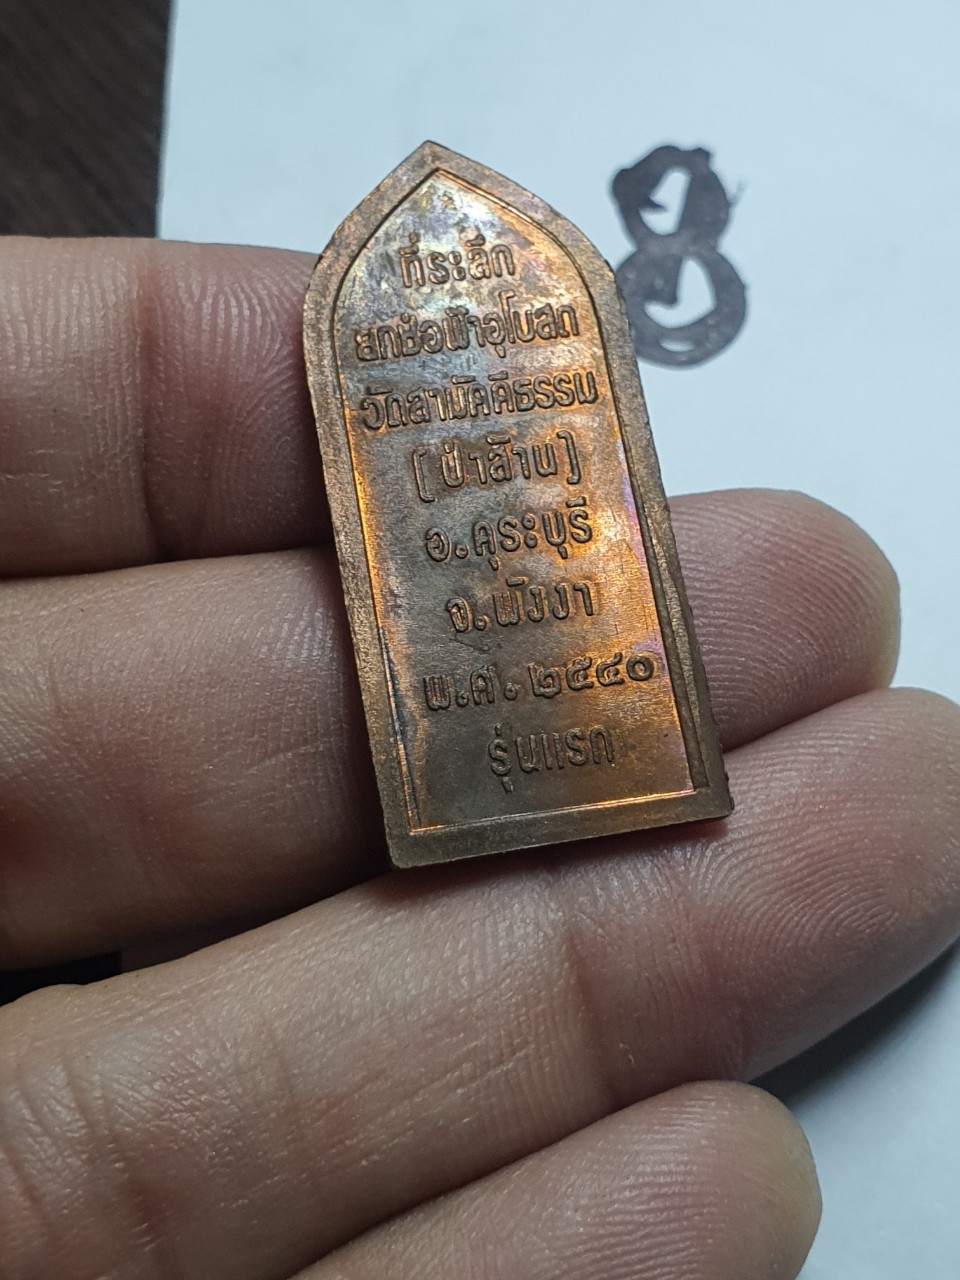 ที่ระลึก
ยกช่อฟ้าอุโบสถ
วัดสามัคคีธรรม
(ป่าส้าน)
อ.คุระบุรี
จ.พังงา
พ.ศ. ๒๕๔๐
รุ่นแรก
8